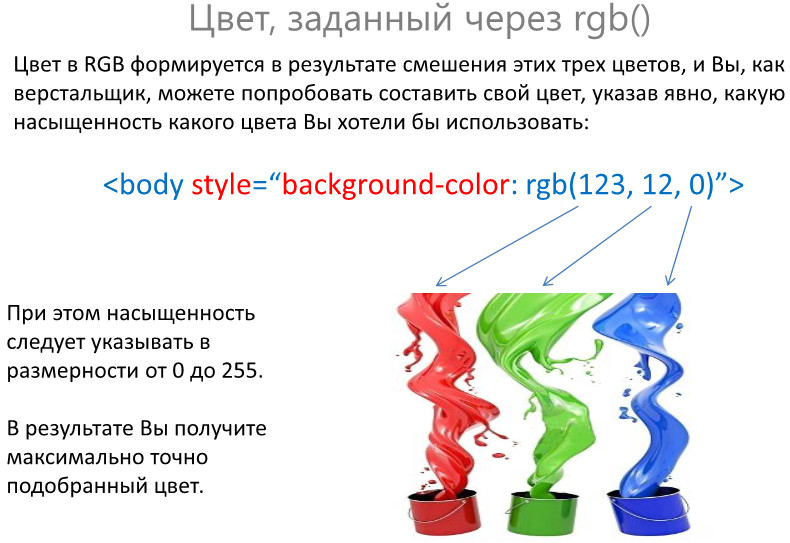 Цвет, заданный через rgb()
Цвет в RGB формируется в результате смешения этих трех цветов, и Вы, как
верстальщик, можете попробовать составить свой цвет, указав явно, какую
насыщенность какого цвета Вы хотели бы использовать:
<body style=“background-color: rgb(123, 12, 0)”>
При этом насыщенность
следует указывать в
размерности от 0 до 255.
В результате Вы получите
максимально точно
подобранный цвет.